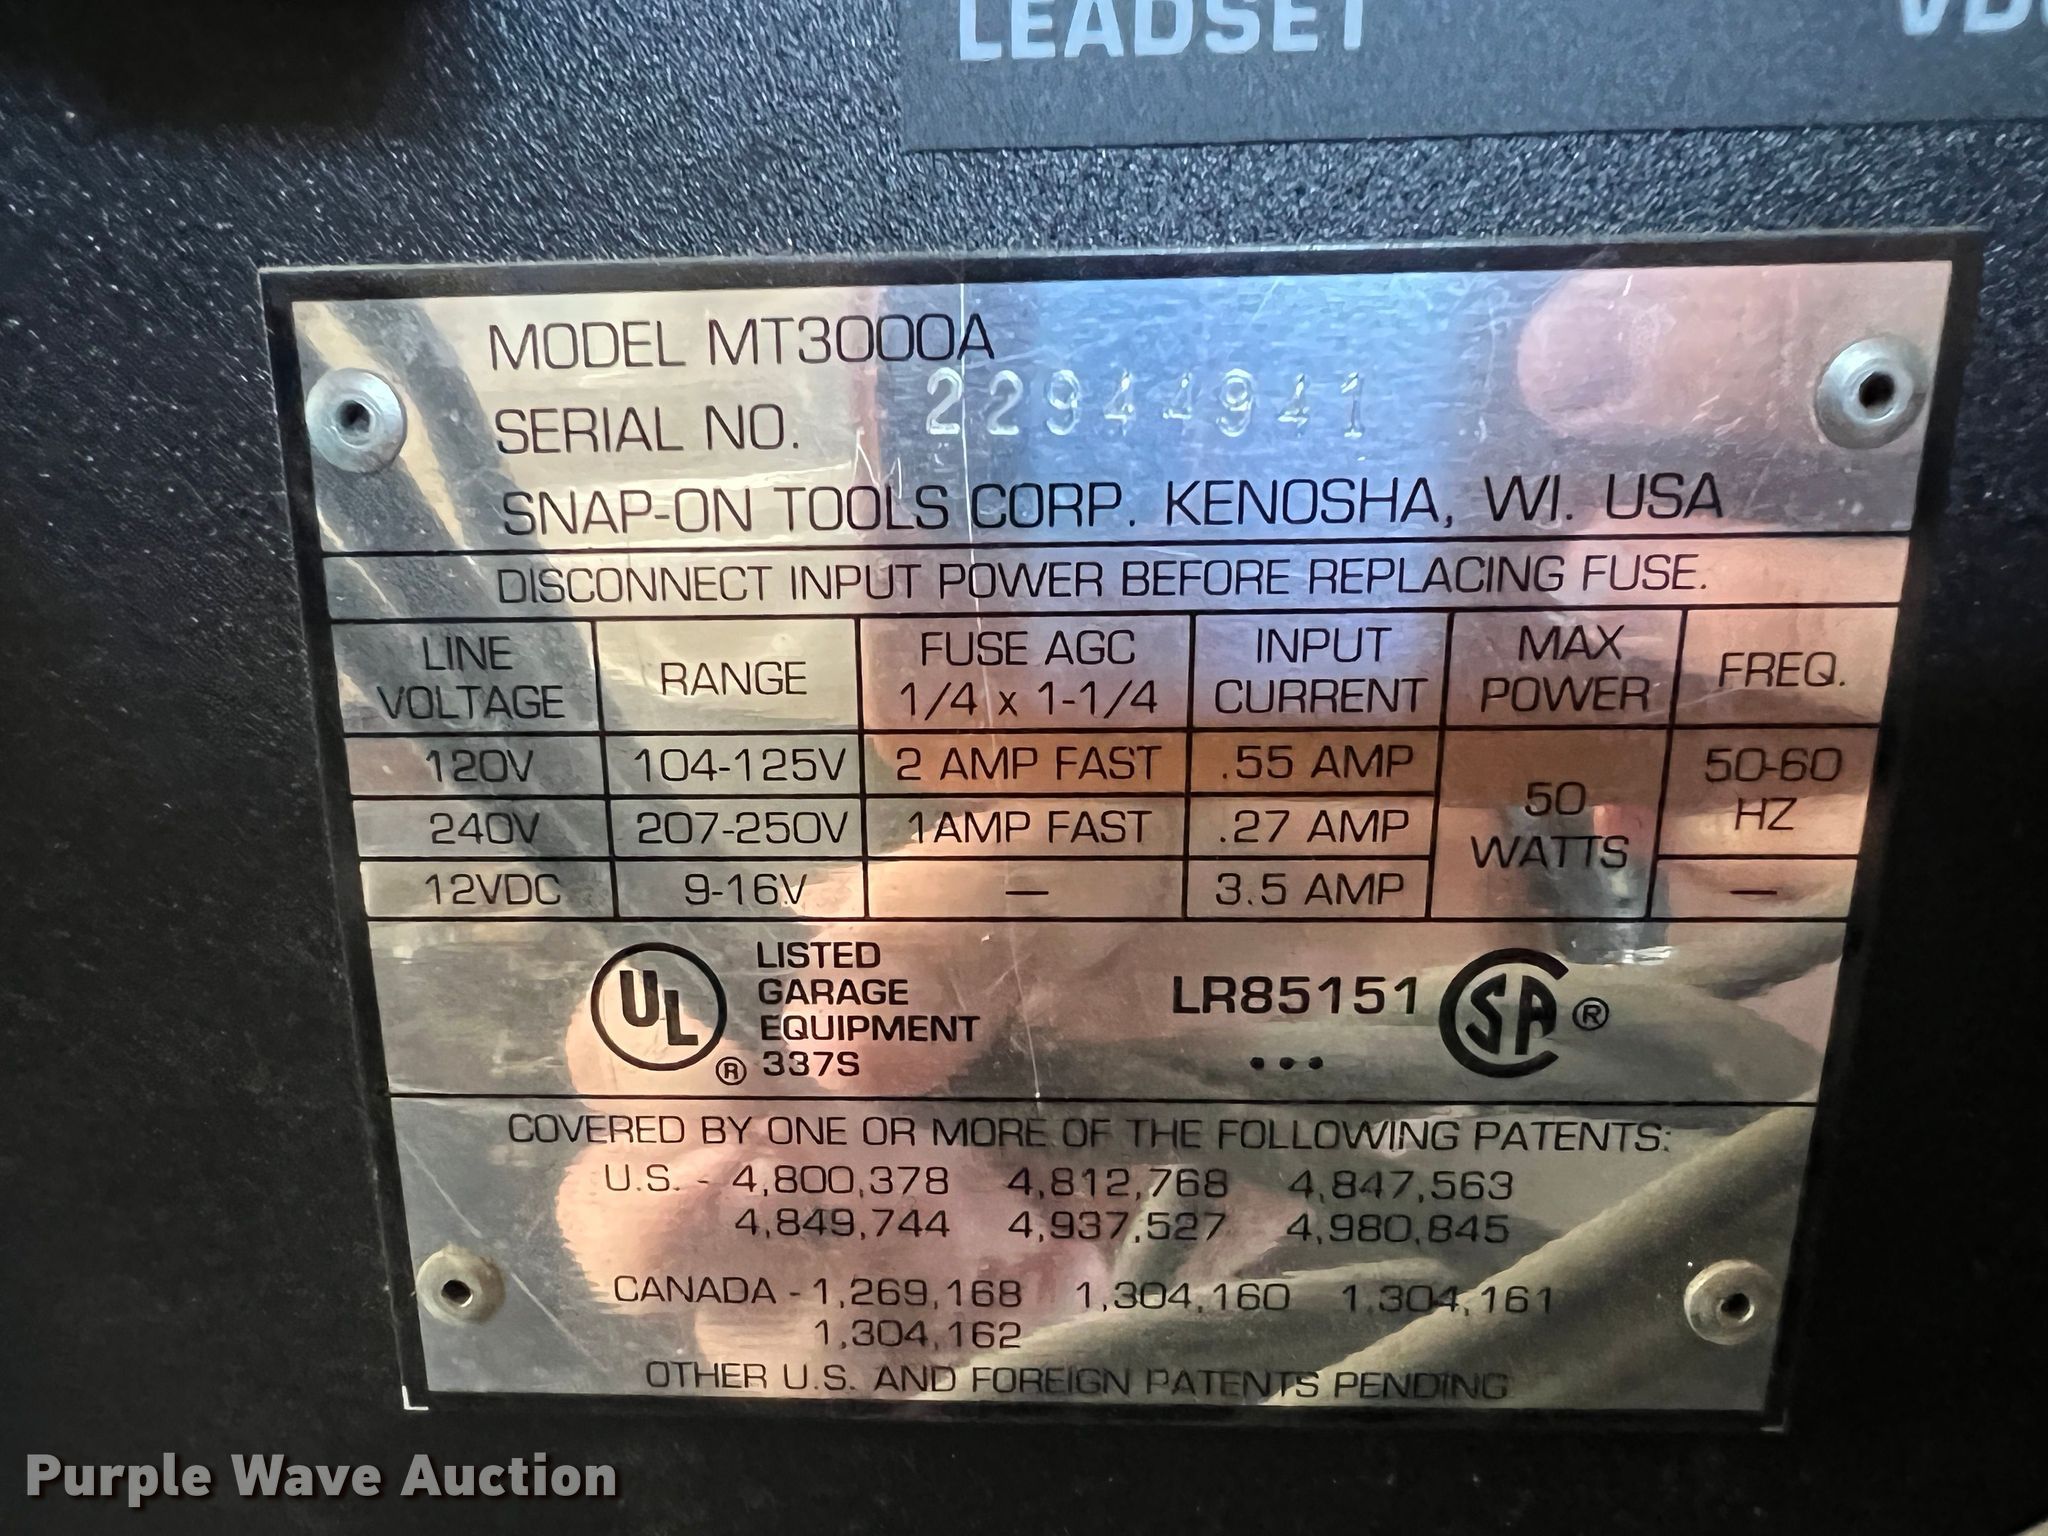 LEADSET
MODEL MT3000A
SERIAL NO. 22944941
SNAP-ON TOOLS CORP. KENOSHA, WI. USA
DISCONNECT INPUT POWER BEFORE REPLACING FUSE.
LINE VOLTAGE RANGE FUSE AGC 1/4 x 1-1/4 INPUT CURRENT MAX POWER FREQ.
120V 104-125V 2 AMP FAST .55 AMP 50 WATTS 50-60 HZ
240V 207-250V 1 AMP FAST .27 AMP
12VDC 9-16V — 3.5 AMP —
UL ® LISTED
GARAGE
EQUIPMENT
337S
LR85151 SA ®
...
COVERED BY ONE OR MORE OF THE FOLLOWING PATENTS:
U.S. - 4,800,378 4,812,768 4,847,563
4,849,744 4,937,527 4,980,845
CANADA - 1,269,168 1,304,160 1,304,161
1,304,162
OTHER U.S. AND FOREIGN PATENTS PENDING
Purple Wave Auction